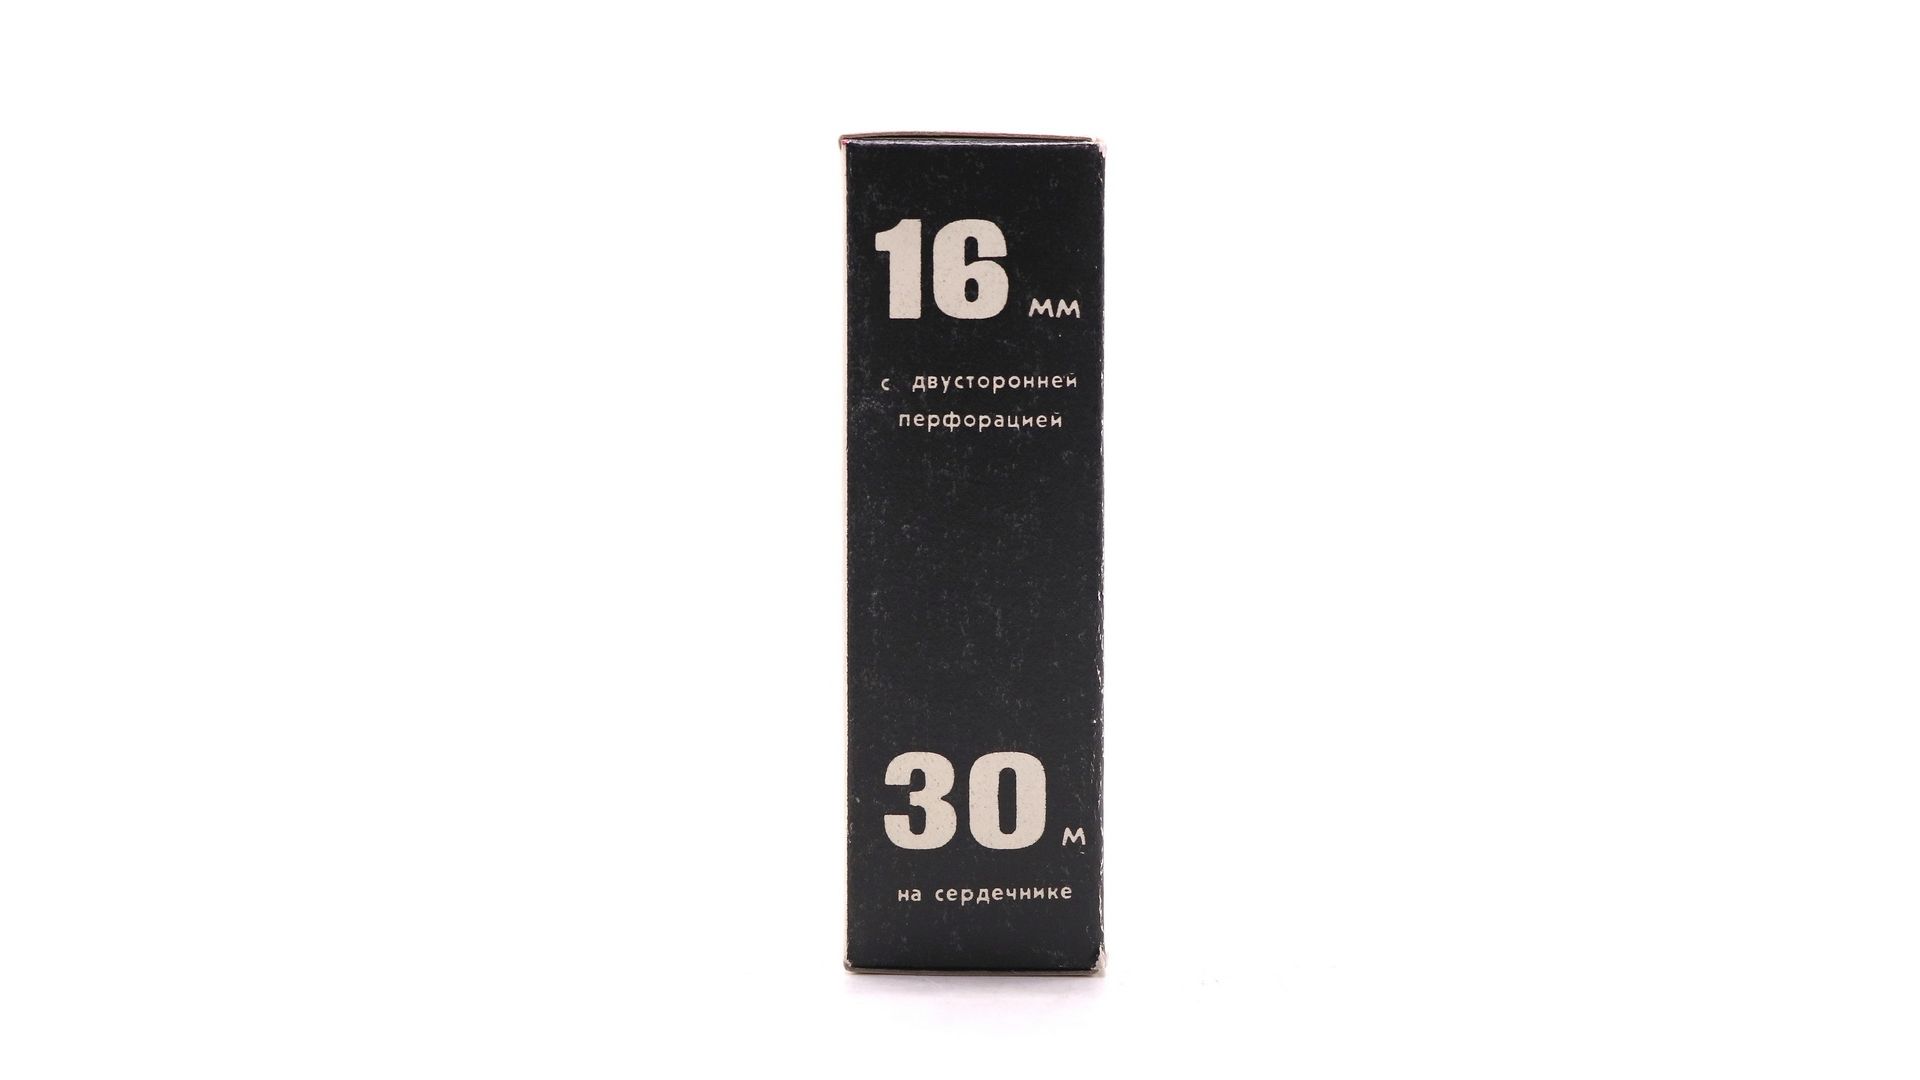 16 мм
с двусторонней
перфорацией
30 м
на сердечнике